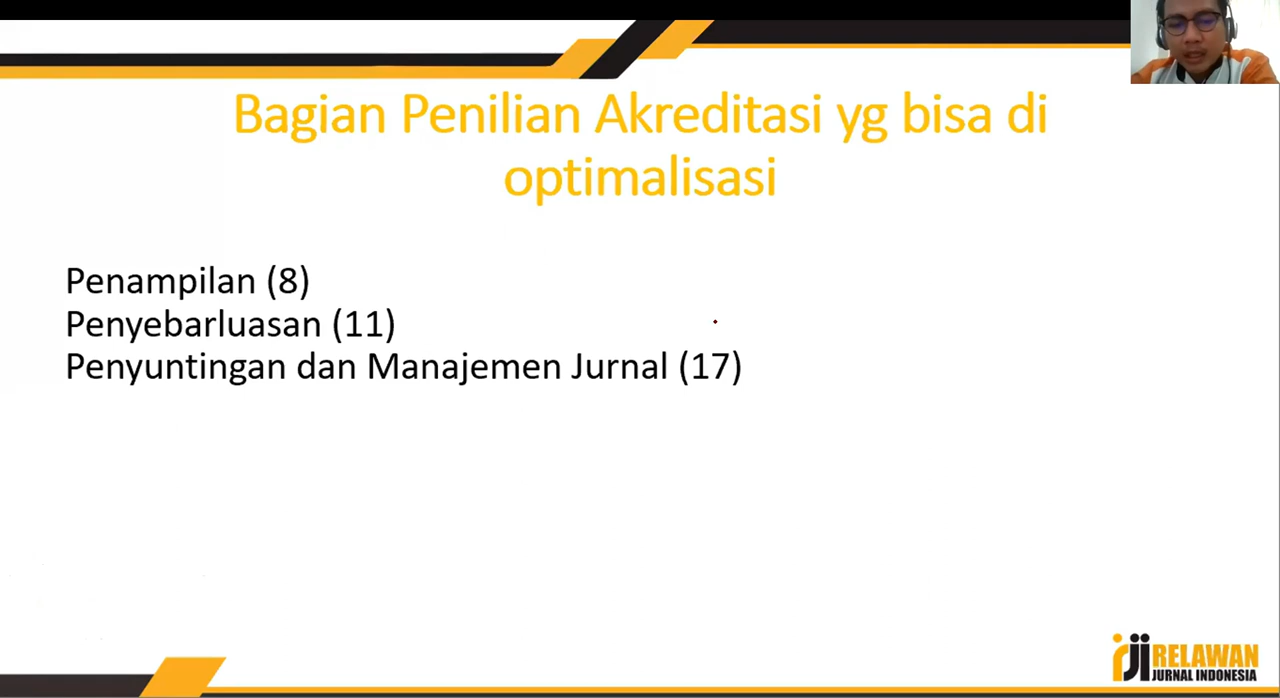 Bagian Penilian Akreditasi yg bisa di
optimalisasi
Penampilan (8)
Penyebarluasan (11)
Penyuntingan dan Manajemen Jurnal (17)
rji RELAWAN
JURNAL INDONESIA